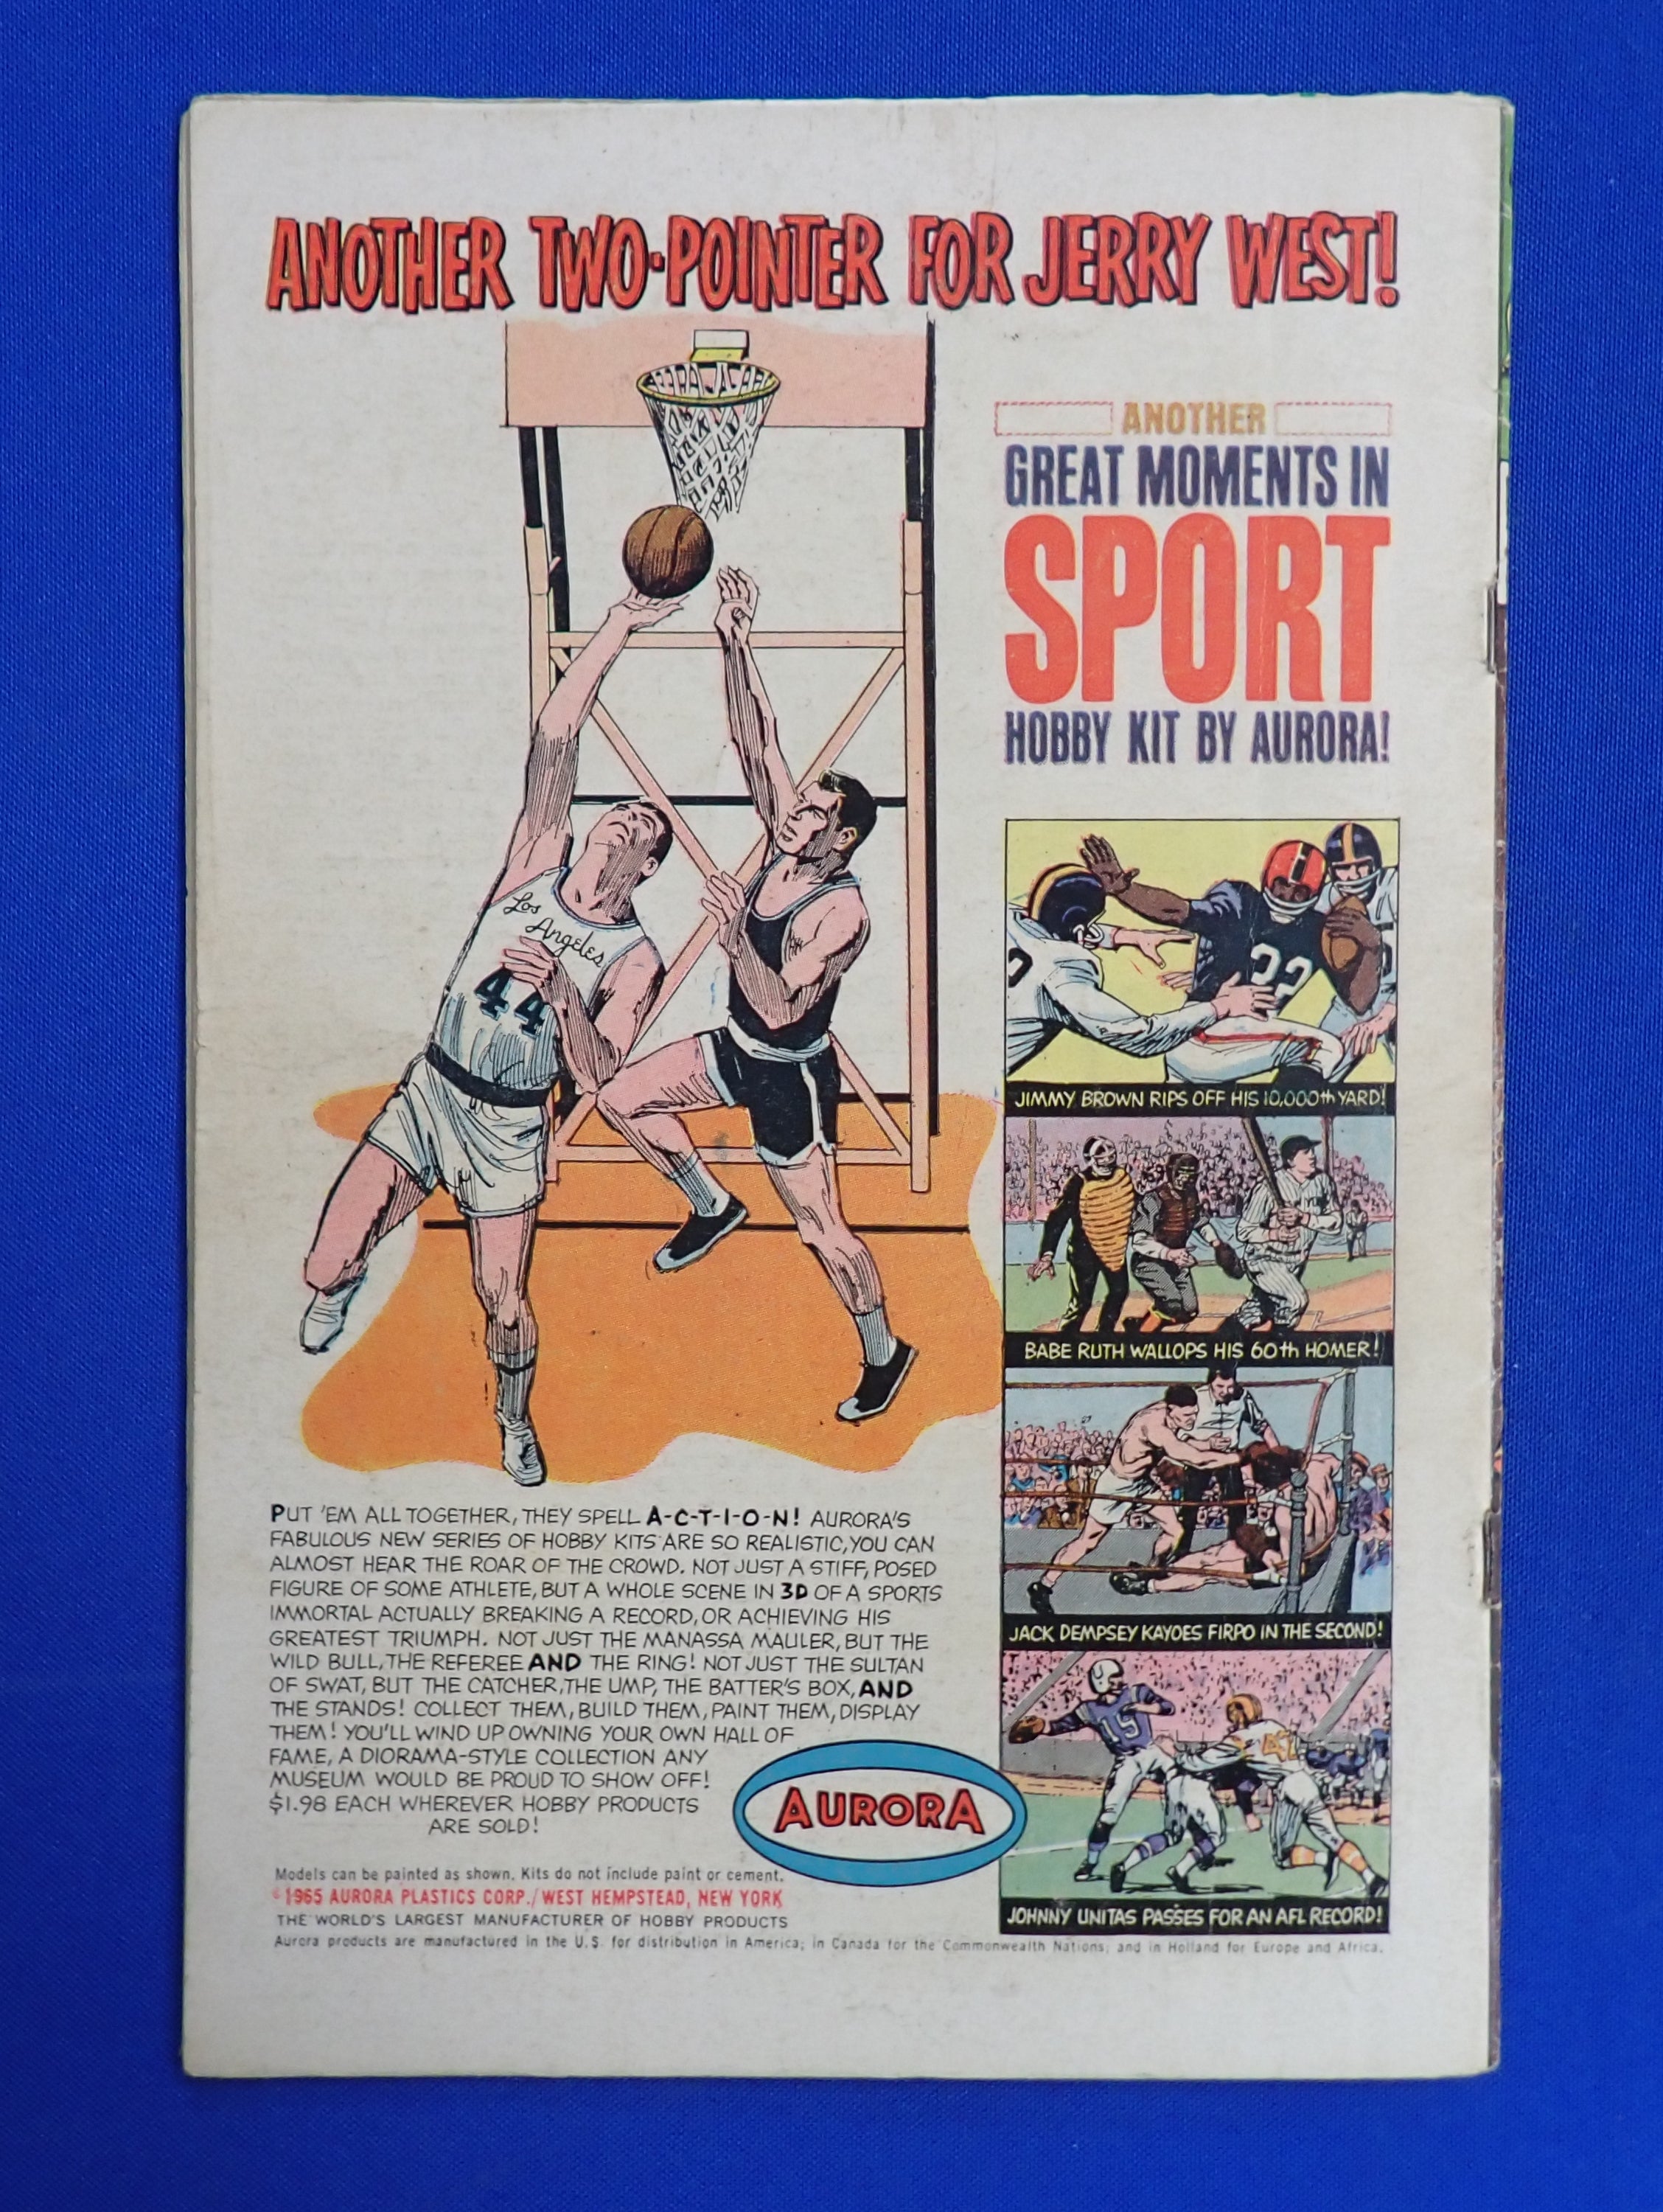 ANOTHER TWO-POINTER FOR JERRY WEST!
ANOTHER
GREAT MOMENTS IN
SPORT
HOBBY KIT BY AURORA!
Los
Angeles
44
32
JIMMY BROWN RIPS OFF HIS 10,000th YARD!
BABE RUTH WALLOPS HIS 60th HOMER!
JACK DEMPSEY KAYOES FIRPO IN THE SECOND!
19
42
JOHNNY UNITAS PASSES FOR AN AFL RECORD!
PUT 'EM ALL TOGETHER, THEY SPELL A-C-T-I-O-N! AURORA'S
FABULOUS NEW SERIES OF HOBBY KITS ARE SO REALISTIC, YOU CAN
ALMOST HEAR THE ROAR OF THE CROWD. NOT JUST A STIFF, POSED
FIGURE OF SOME ATHLETE, BUT A WHOLE SCENE IN 3D OF A SPORTS
IMMORTAL ACTUALLY BREAKING A RECORD, OR ACHIEVING HIS
GREATEST TRIUMPH. NOT JUST THE MANASSA MAULER, BUT THE
WILD BULL, THE REFEREE AND THE RING! NOT JUST THE SULTAN
OF SWAT, BUT THE CATCHER, THE UMP, THE BATTER'S BOX, AND
THE STANDS! COLLECT THEM, BUILD THEM, PAINT THEM, DISPLAY
THEM! YOU'LL WIND UP OWNING YOUR OWN HALL OF
FAME, A DIORAMA-STYLE COLLECTION ANY
MUSEUM WOULD BE PROUD TO SHOW OFF!
$1.98 EACH WHEREVER HOBBY PRODUCTS
ARE SOLD!
AURORA
Models can be painted as shown. Kits do not include paint or cement.
©1965 AURORA PLASTICS CORP./WEST HEMPSTEAD, NEW YORK
THE WORLD'S LARGEST MANUFACTURER OF HOBBY PRODUCTS
Aurora products are manufactured in the U.S. for distribution in America; in Canada for the Commonwealth Nations; and in Holland for Europe and Africa.